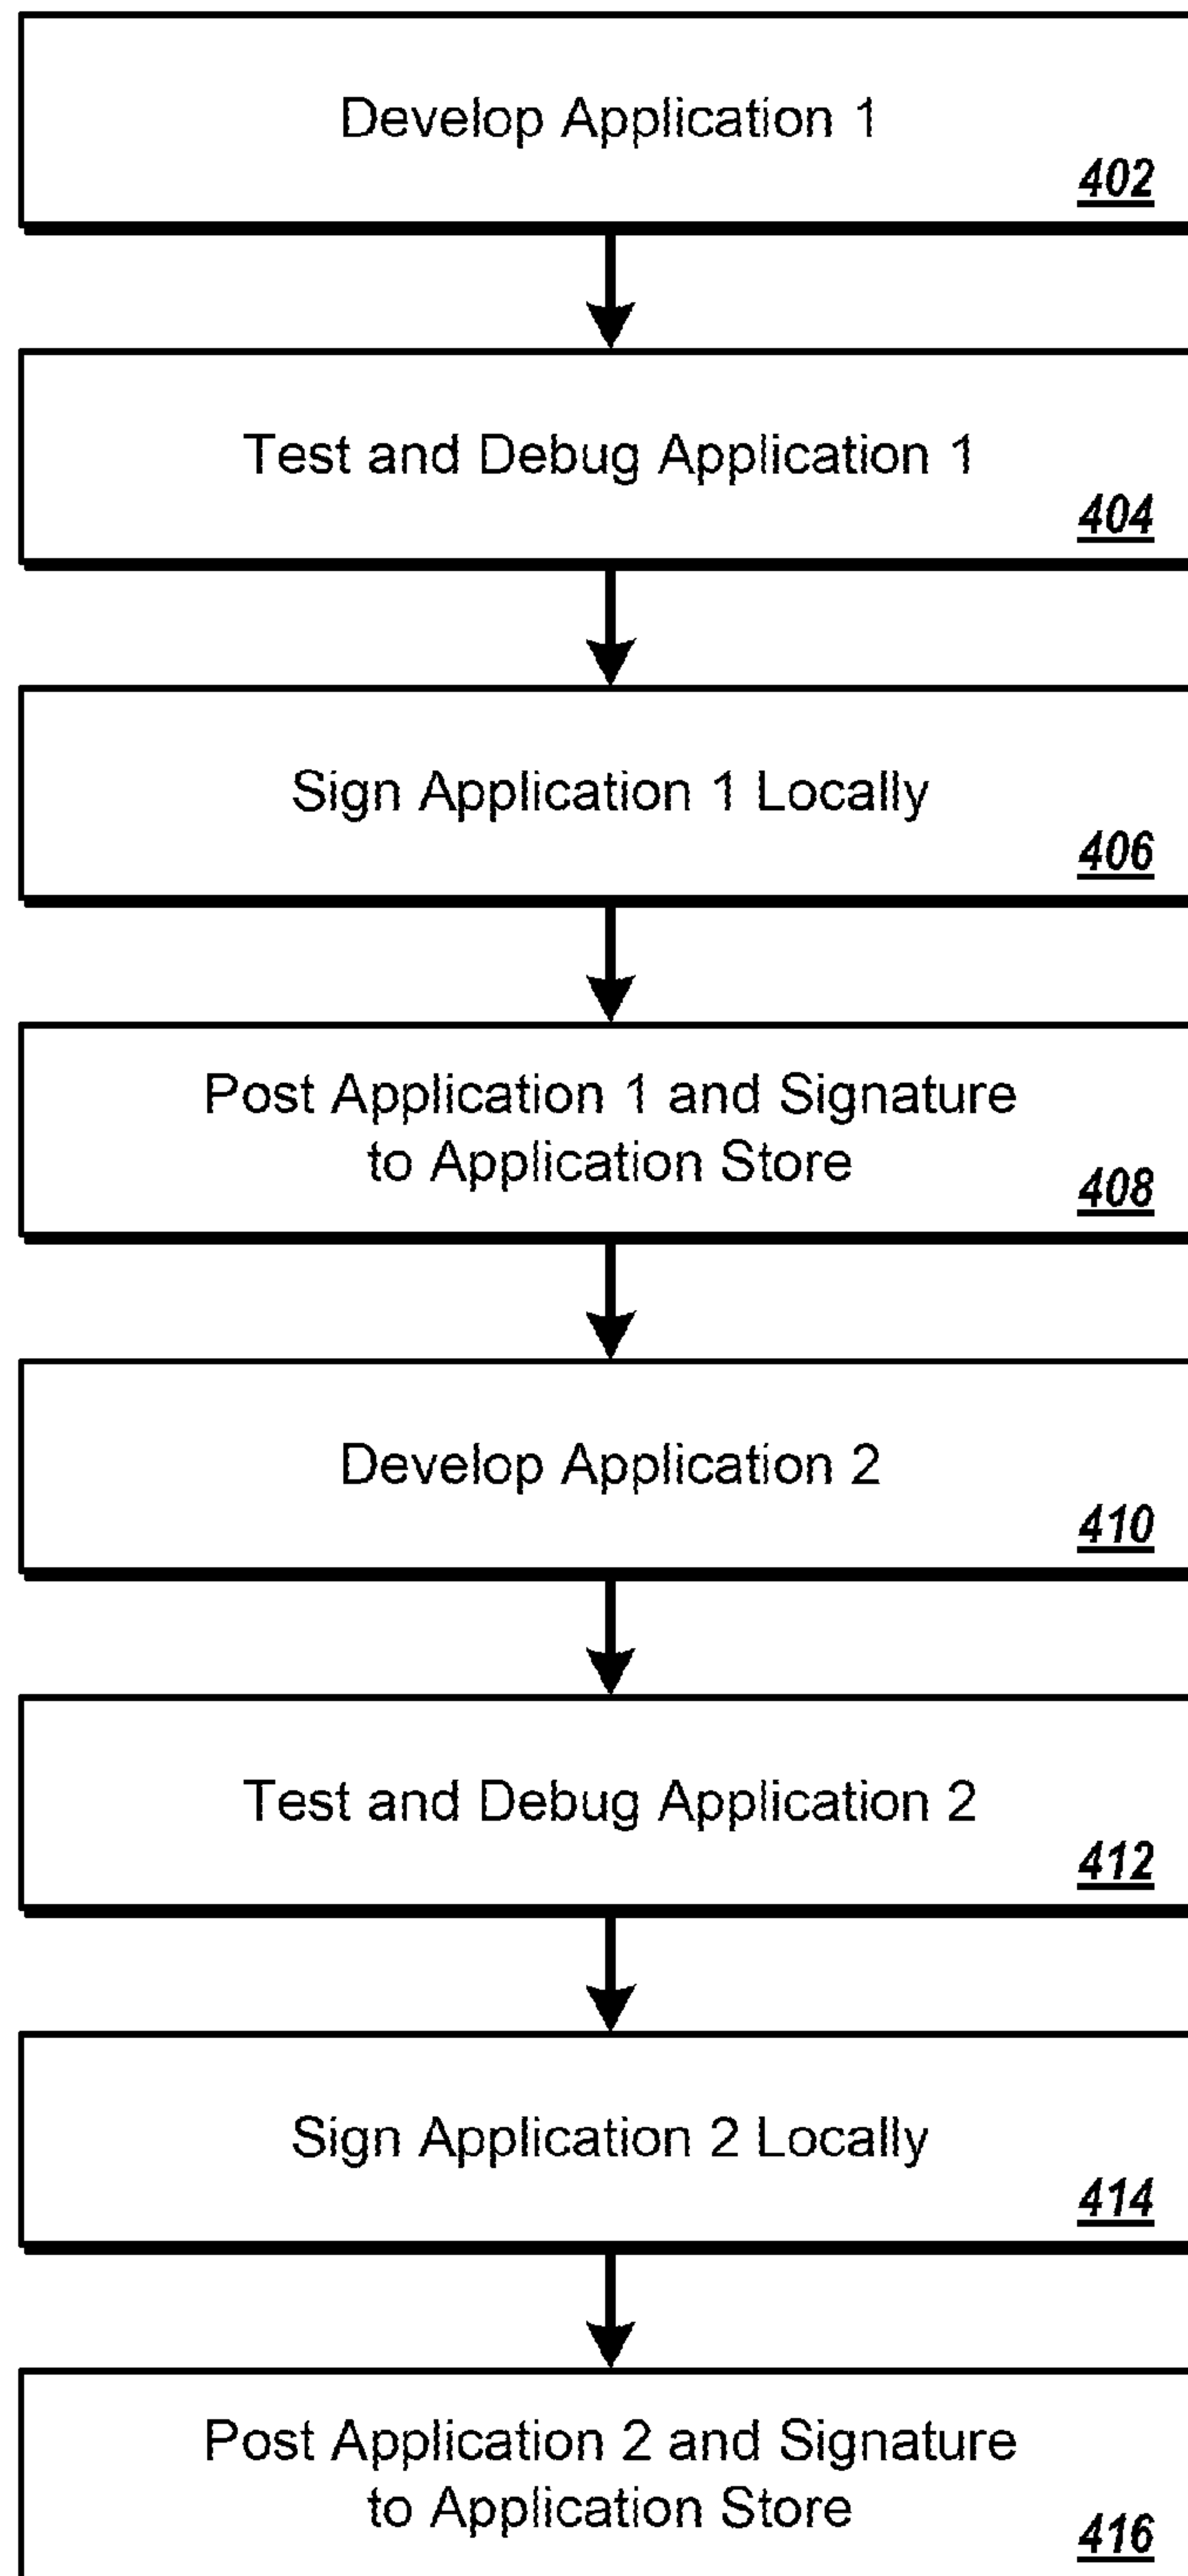 Develop Application 1
402
Test and Debug Application 1
404
Sign Application 1 Locally
406
Post Application 1 and Signature
to Application Store
408
Develop Application 2
410
Test and Debug Application 2
412
Sign Application 2 Locally
414
Post Application 2 and Signature
to Application Store
416